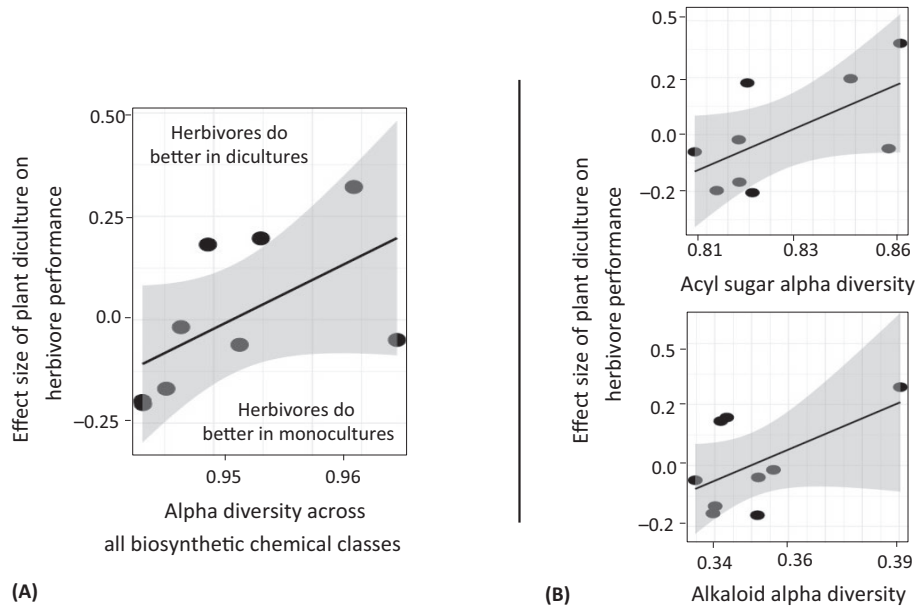 Effect size of plant diculture on
herbivore performance
0.50
0.25
0.0
−0.25
Herbivores do
better in dicultures
Herbivores do
better in monocultures
0.95
0.96
Alpha diversity across
all biosynthetic chemical classes
(A)
Effect size of plant diculture on
herbivore performance
0.5
0.2
0.0
−0.2
0.81
0.83
0.86
Acyl sugar alpha diversity
0.5
0.2
0.0
−0.2
0.34
0.36
0.39
Alkaloid alpha diversity
(B)